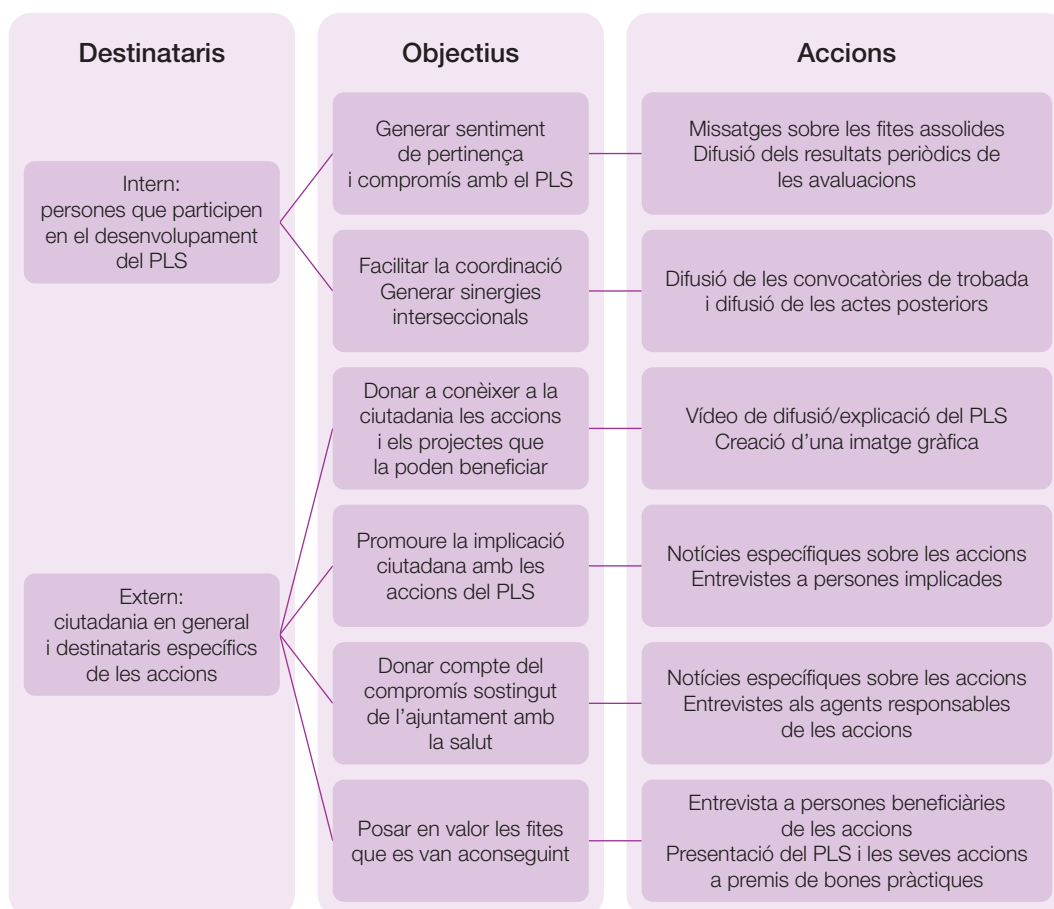 Destinataris
Objectius
Accions
Intern:
persones que participen
en el desenvolupament
del PLS
Generar sentiment
de pertinença
i compromís amb el PLS
Missatges sobre les fites assolides
Difusió dels resultats periòdics de
les avaluacions
Facilitar la coordinació
Generar sinergies
interseccionals
Difusió de les convocatòries de trobada
i difusió de les actes posteriors
Extern:
ciutadania en general
i destinataris específics
de les accions
Donar a conèixer a la
ciutadania les accions
i els projectes que
la poden beneficiar
Vídeo de difusió/explicació del PLS
Creació d’una imatge gràfica
Promoure la implicació
ciutadana amb les
accions del PLS
Notícies específiques sobre les accions
Entrevistes a persones implicades
Donar compte del
compromís sostingut
de l’ajuntament amb
la salut
Notícies específiques sobre les accions
Entrevistes als agents responsables
de les accions
Posar en valor les fites
que es van aconseguint
Entrevista a persones beneficiàries
de les accions
Presentació del PLS i les seves accions
a premis de bones pràctiques